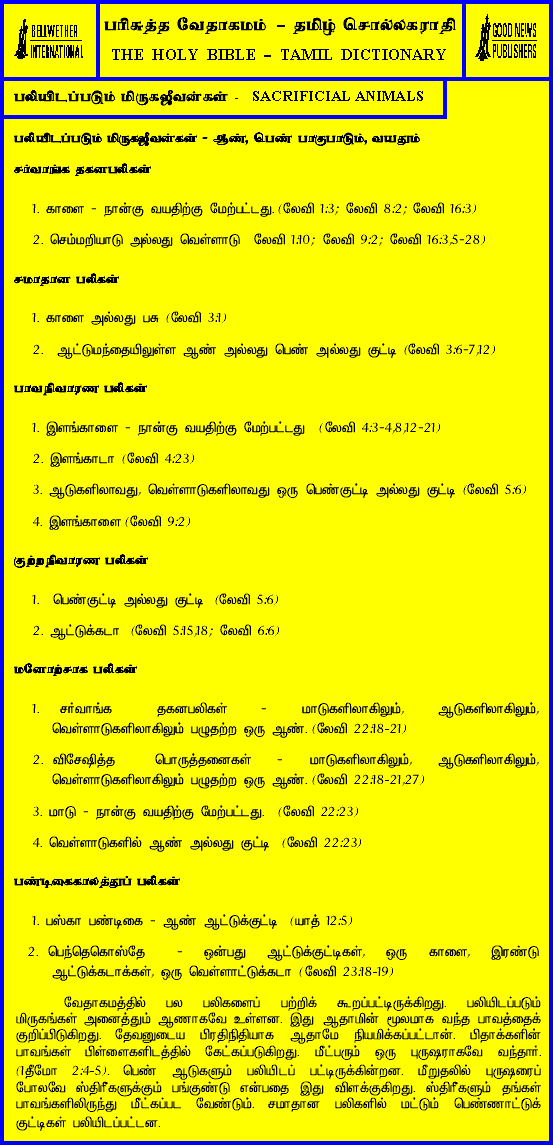 BELLWETHER
INTERNATIONAL
பரிசுத்த வேதாகமம் – தமிழ் சொல்லகராதி
THE HOLY BIBLE – TAMIL DICTIONARY
GOOD NEWS
PUBLISHERS
பலியிடப்படும் மிருகஜீவன்கள் - SACRIFICIAL ANIMALS
பலியிடப்படும் மிருகஜீவன்கள் - ஆண், பெண் பாகுபாடும், வயதும்
சர்வாங்க தகனபலிகள்
1. காளை - நான்கு வயதிற்கு மேற்பட்டது. (லேவி 1:3; லேவி 8:2; லேவி 16:3)
2. செம்மறியாடு அல்லது வெள்ளாடு லேவி 1:10; லேவி 9:2; லேவி 16:3,5-28)
சமாதான பலிகள்
1. காளை அல்லது பசு (லேவி 3:1)
2. ஆட்டுமந்தையிலுள்ள ஆண் அல்லது பெண் அல்லது குட்டி (லேவி 3:6-7,12)
பாவநிவாரண பலிகள்
1. இளங்காளை - நான்கு வயதிற்கு மேற்பட்டது (லேவி 4:3-4,8,12-21)
2. இளங்காடா (லேவி 4:23)
3. ஆடுகளிலாவது, வெள்ளாடுகளிலாவது ஒரு பெண்குட்டி அல்லது குட்டி (லேவி 5:6)
4. இளங்காளை (லேவி 9:2)
குற்றநிவாரண பலிகள்
1. பெண்குட்டி அல்லது குட்டி (லேவி 5:6)
2. ஆட்டுக்கடா (லேவி 5:15,18; லேவி 6:6)
மனோற்சாக பலிகள்
1. சர்வாங்க தகனபலிகள் - மாடுகளிலாகிலும், ஆடுகளிலாகிலும்,
வெள்ளாடுகளிலாகிலும் பழுதற்ற ஒரு ஆண். (லேவி 22:18-21)
2. விசேஷித்த பொருத்தனைகள் - மாடுகளிலாகிலும், ஆடுகளிலாகிலும்,
வெள்ளாடுகளிலாகிலும் பழுதற்ற ஒரு ஆண். (லேவி 22:18-21,27)
3. மாடு - நான்கு வயதிற்கு மேற்பட்டது. (லேவி 22:23)
4. வெள்ளாடுகளில் ஆண் அல்லது குட்டி (லேவி 22:23)
பண்டிகைகாலத்துப் பலிகள்
1. பஸ்கா பண்டிகை - ஆண் ஆட்டுக்குட்டி (யாத் 12:5)
2. பெந்தெகொஸ்தே - ஒன்பது ஆட்டுக்குட்டிகள், ஒரு காளை, இரண்டு
ஆட்டுக்கடாக்கள், ஒரு வெள்ளாட்டுக்கடா (லேவி 23:18-19)
வேதாகமத்தில் பல பலிகளைப் பற்றிக் கூறப்பட்டிருக்கிறது. பலியிடப்படும்
மிருகங்கள் அனைத்தும் ஆணாகவே உள்ளன. இது ஆதாமின் மூலமாக வந்த பாவத்தைக்
குறிப்பிடுகிறது. தேவனுடைய பிரதிநிதியாக ஆதாமே நியமிக்கப்பட்டான். பிதாக்களின்
பாவங்கள் பிள்ளைகளிடத்தில் கேட்கப்படுகிறது. மீட்பரும் ஒரு புருஷராகவே வந்தார்.
(1தீமோ 2:4-5). பெண் ஆடுகளும் பலியிடப் பட்டிருக்கின்றன. மீறுதலில் புருஷரைப்
போலவே ஸ்திரீகளுக்கும் பங்குண்டு என்பதை இது விளக்குகிறது. ஸ்திரீகளும் தங்கள்
பாவங்களிலிருந்து மீட்கப்பட வேண்டும். சமாதான பலிகளில் மட்டும் பெண்ணாட்டுக்
குட்டிகள் பலியிடப்பட்டன.